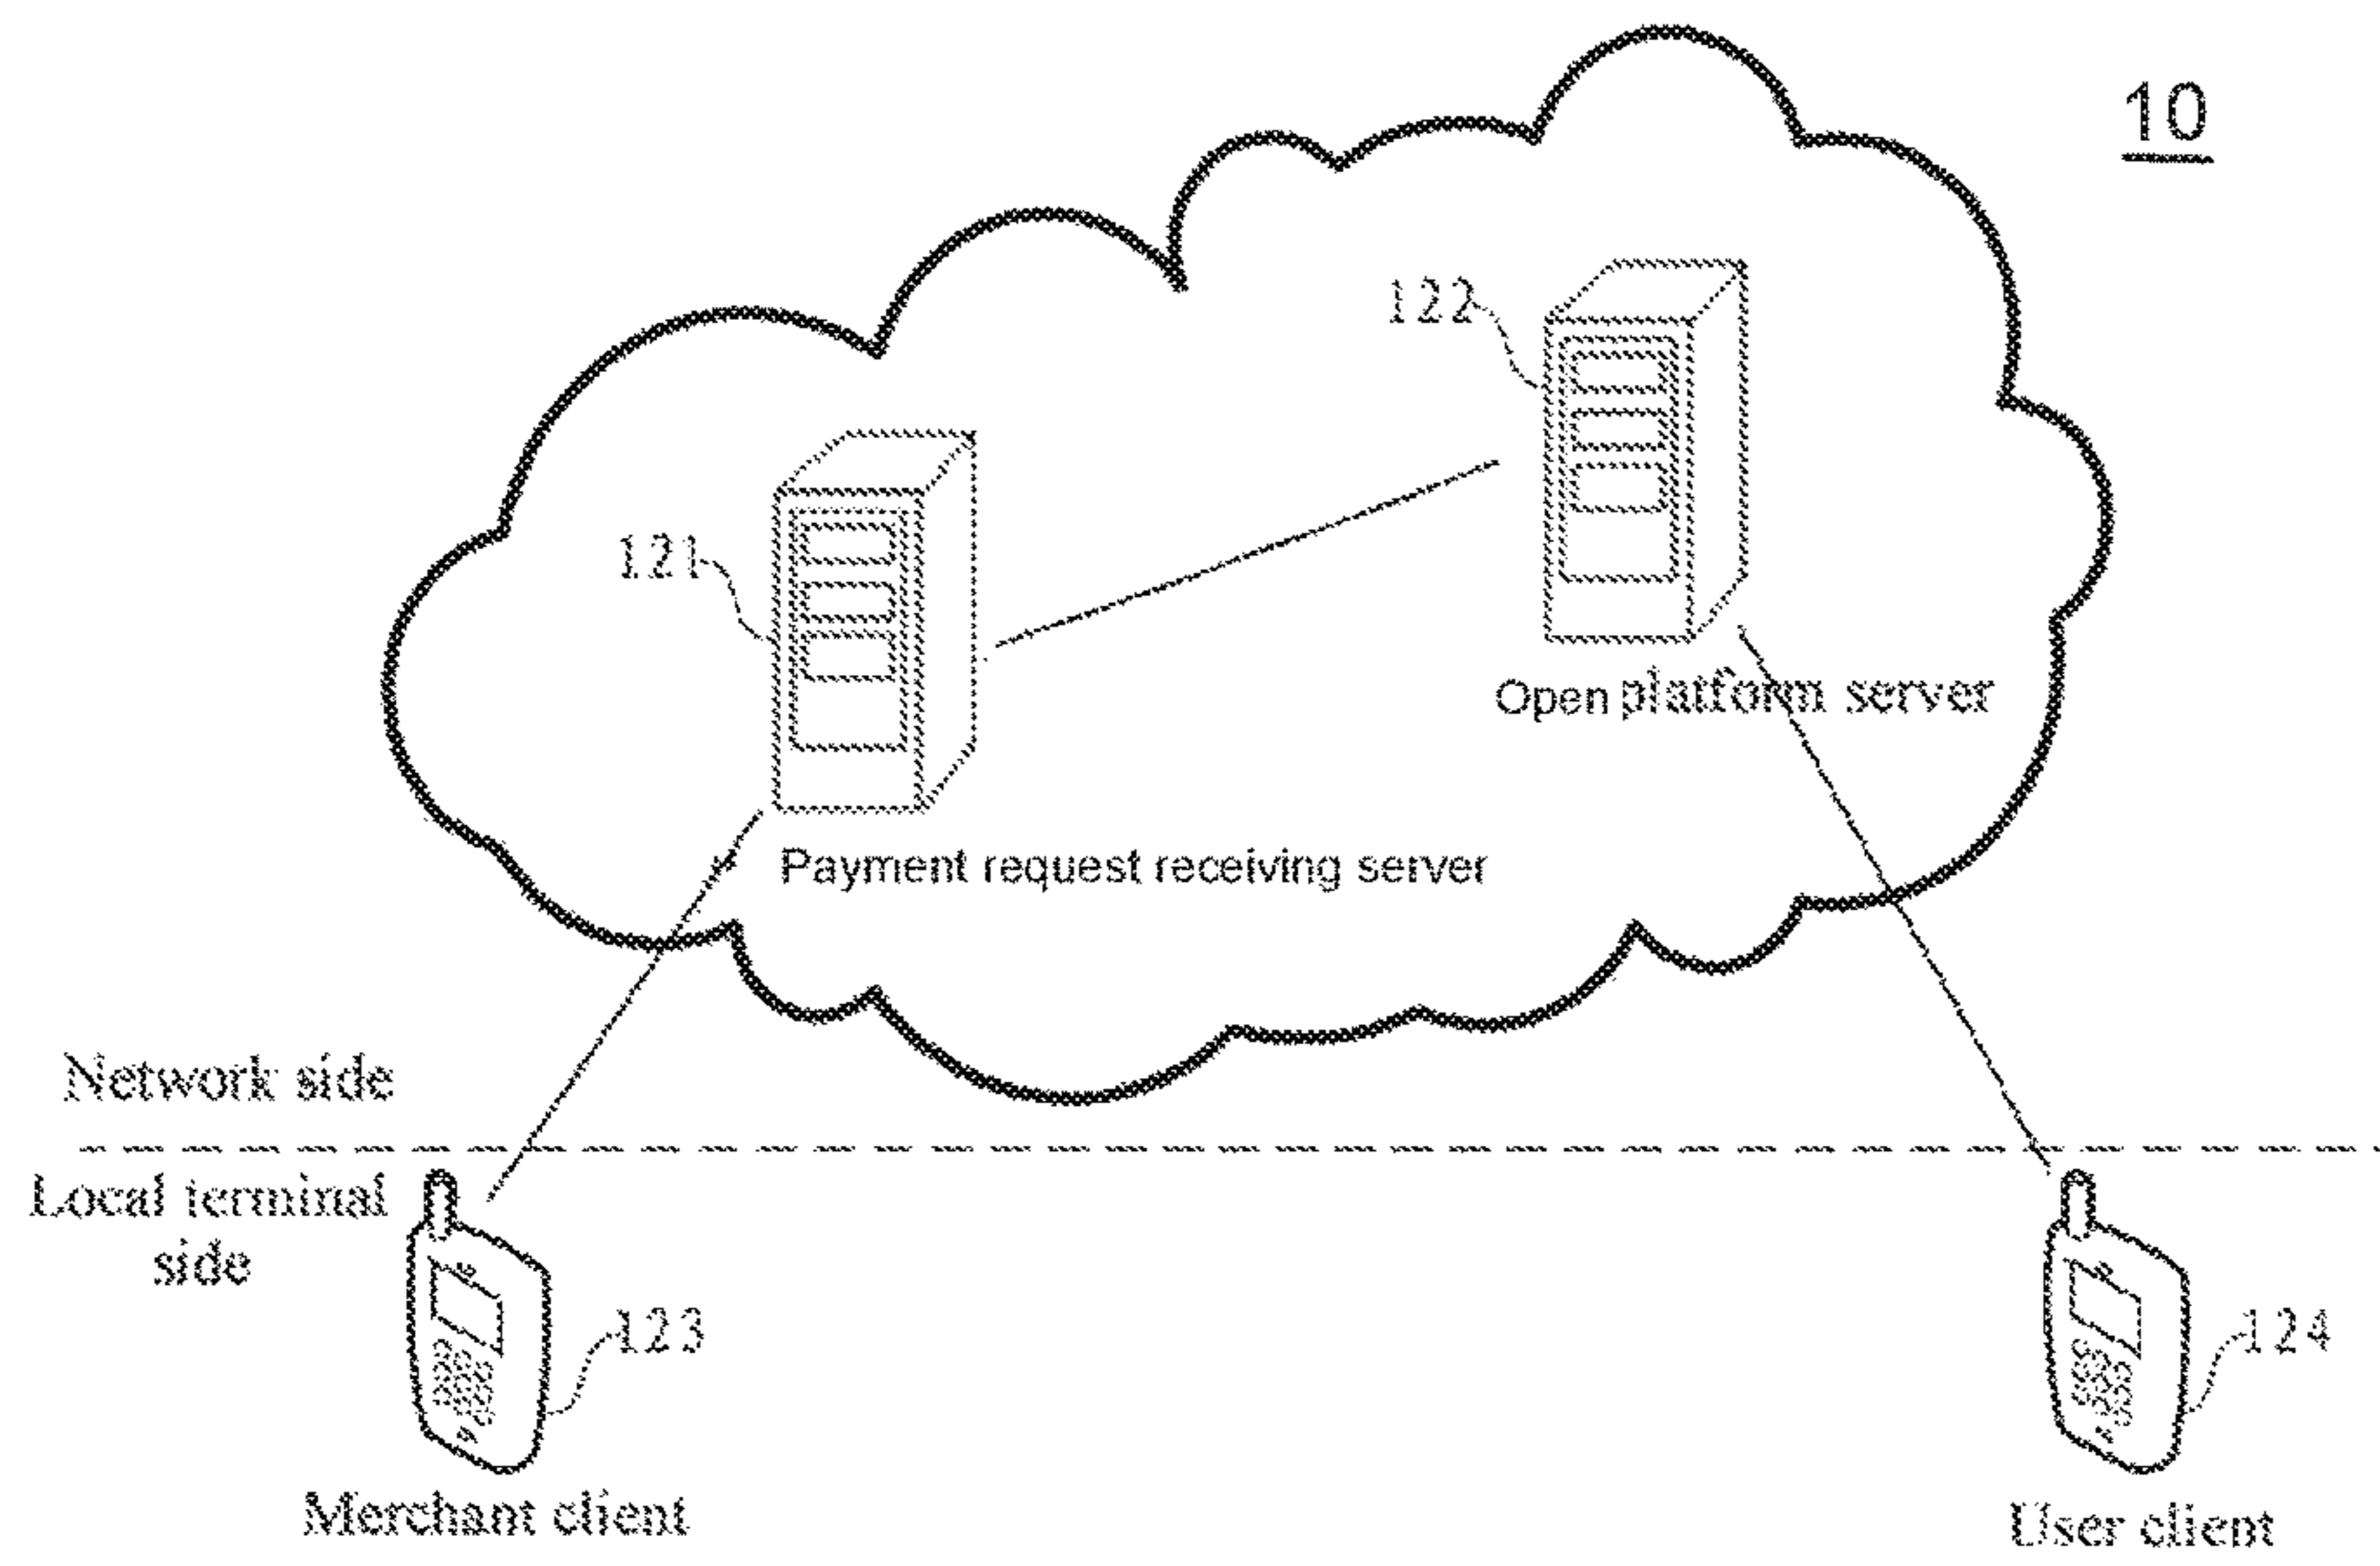 10
122
121
Open platform server
Payment request receiving server
Network side
Local terminal
side
123
124
Merchant client
User client